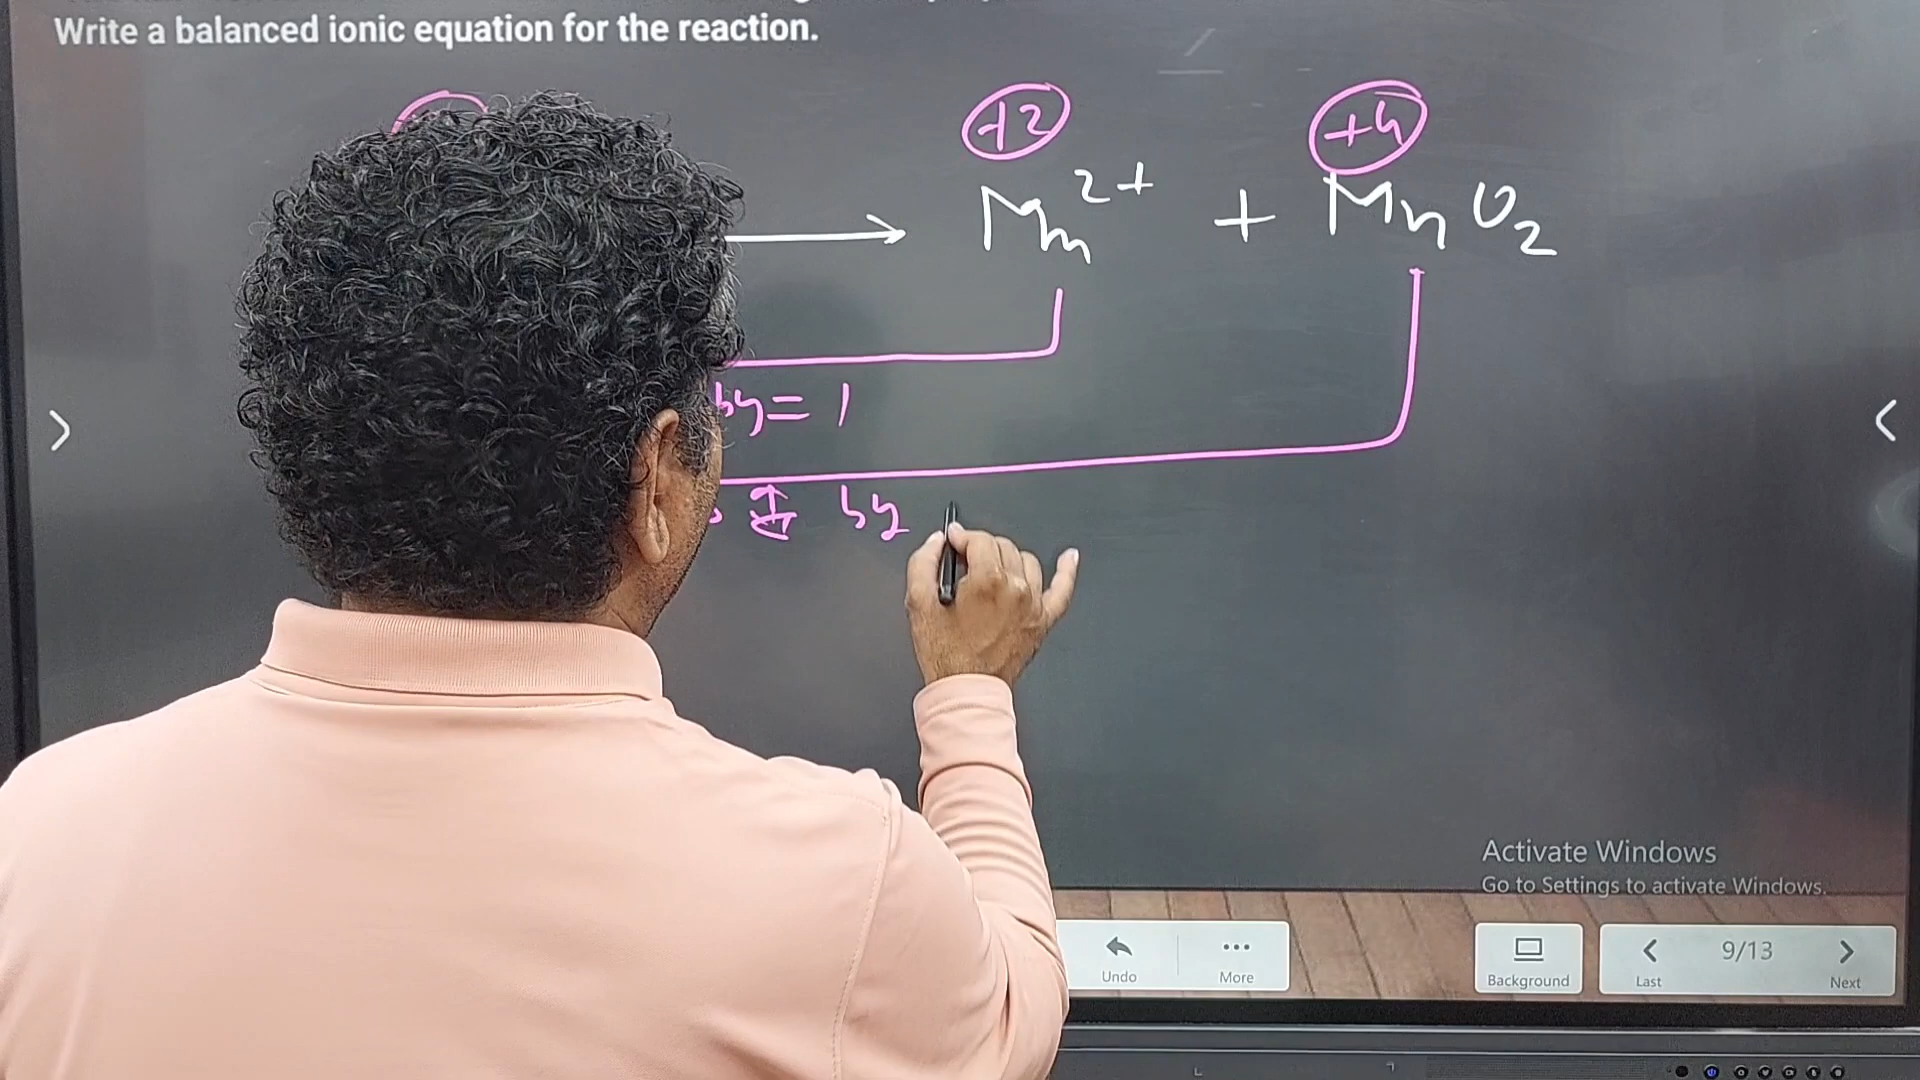 Write a balanced ionic equation for the reaction.
+2 +4
Mn2+ + MnO2
by = 1
by
Activate Windows
Go to Settings to activate Windows.
Undo More Background Last 9/13 Next